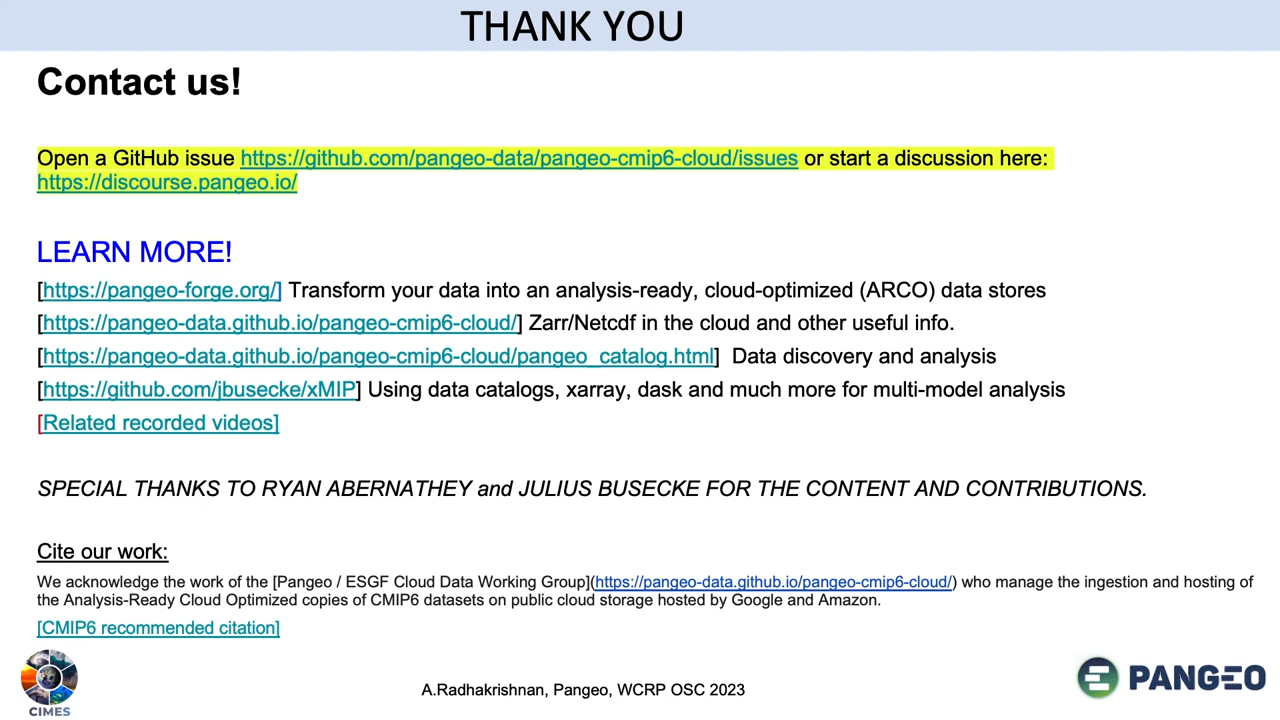 THANK YOU
Contact us!
Open a GitHub issue https://github.com/pangeo-data/pangeo-cmip6-cloud/issues or start a discussion here:
https://discourse.pangeo.io/
LEARN MORE!
[https://pangeo-forge.org/] Transform your data into an analysis-ready, cloud-optimized (ARCO) data stores
[https://pangeo-data.github.io/pangeo-cmip6-cloud/] Zarr/Netcdf in the cloud and other useful info.
[https://pangeo-data.github.io/pangeo-cmip6-cloud/pangeo_catalog.html] Data discovery and analysis
[https://github.com/jbusecke/xMIP] Using data catalogs, xarray, dask and much more for multi-model analysis
[Related recorded videos]
SPECIAL THANKS TO RYAN ABERNATHEY and JULIUS BUSECKE FOR THE CONTENT AND CONTRIBUTIONS.
Cite our work:
We acknowledge the work of the [Pangeo / ESGF Cloud Data Working Group](https://pangeo-data.github.io/pangeo-cmip6-cloud/) who manage the ingestion and hosting of
the Analysis-Ready Cloud Optimized copies of CMIP6 datasets on public cloud storage hosted by Google and Amazon.
[CMIP6 recommended citation]
CIMES
A.Radhakrishnan, Pangeo, WCRP OSC 2023
PANGEO